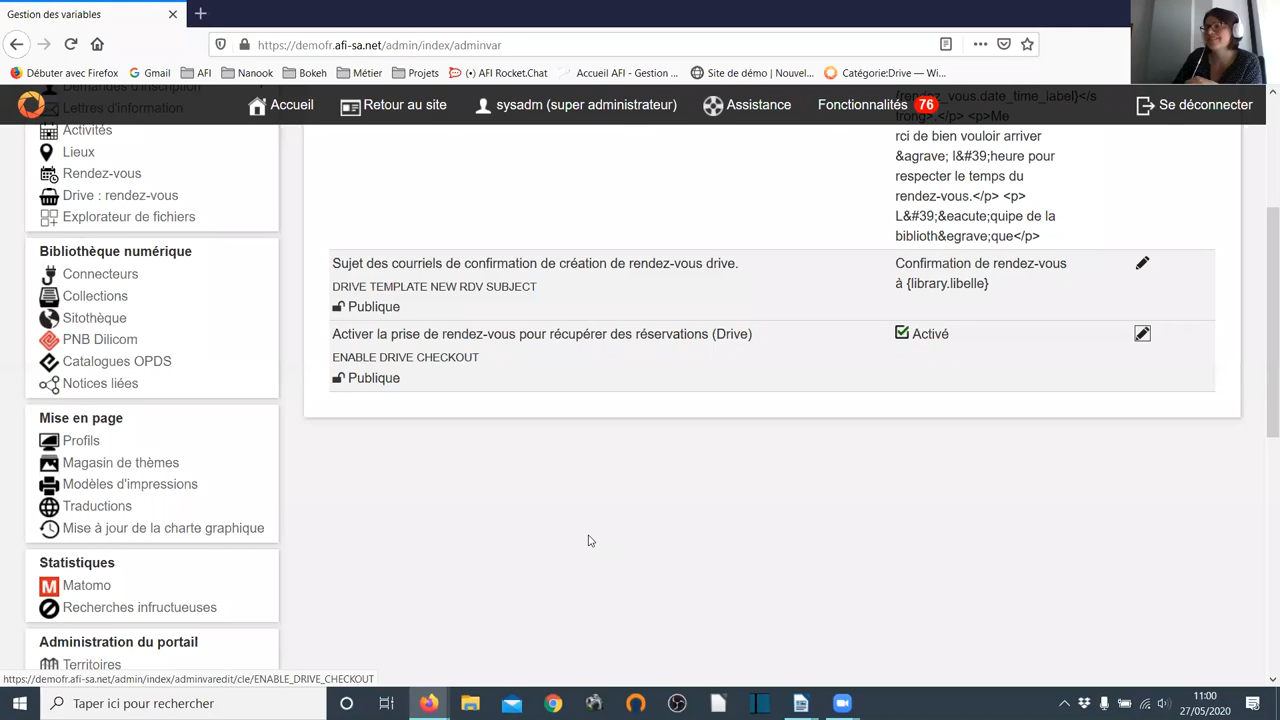 Gestion des variables
https://demofr.afi-sa.net/admin/index/adminvar
Débuter avec Firefox
Gmail
AFI
Nanook
Bokeh
Métier
Projets
(•) AFI Rocket.Chat
Accueil AFI - Gestion ...
Site de démo | Nouvel...
Catégorie:Drive — Wi...
Accueil
Retour au site
sysadm (super administrateur)
Assistance
Fonctionnalités 76
Se déconnecter
Demandes d'inscription
Lettres d'information
Activités
Lieux
Rendez-vous
Drive : rendez-vous
Explorateur de fichiers
Bibliothèque numérique
Connecteurs
Collections
Sitothèque
PNB Dilicom
Catalogues OPDS
Notices liées
Mise en page
Profils
Magasin de thèmes
Modèles d'impressions
Traductions
Mise à jour de la charte graphique
Statistiques
Matomo
Recherches infructueuses
Administration du portail
Territoires
{rendez_vous.date_time_label}</s
trong>.</p> <p>Me
rci de bien vouloir arriver
&agrave; l&#39;heure pour
respecter le temps du
rendez-vous.</p> <p>
L&#39;&eacute;quipe de la
biblioth&egrave;que</p>
Sujet des courriels de confirmation de création de rendez-vous drive.
DRIVE TEMPLATE NEW RDV SUBJECT
Publique
Confirmation de rendez-vous
à {library.libelle}
Activer la prise de rendez-vous pour récupérer des réservations (Drive)
ENABLE DRIVE CHECKOUT
Publique
Activé
https://demofr.afi-sa.net/admin/index/adminvaredit/cle/ENABLE_DRIVE_CHECKOUT
Taper ici pour rechercher
11:00
27/05/2020